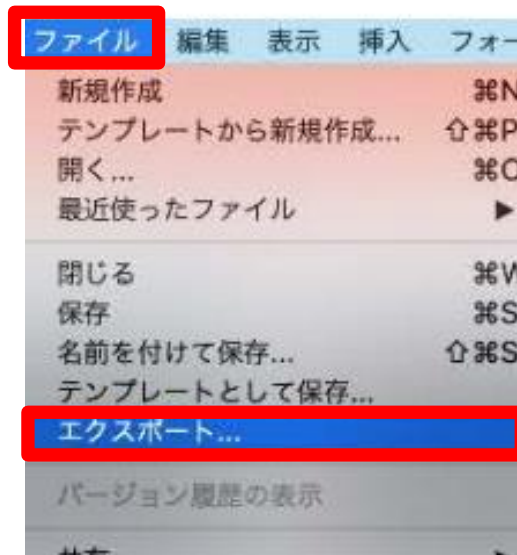 ファイル 編集 表示 挿入 フォー
新規作成 ⌘N
テンプレートから新規作成... ⇧⌘P
開く... ⌘O
最近使ったファイル ▶
閉じる ⌘W
保存 ⌘S
名前を付けて保存... ⇧⌘S
テンプレートとして保存...
エクスポート...
バージョン履歴の表示